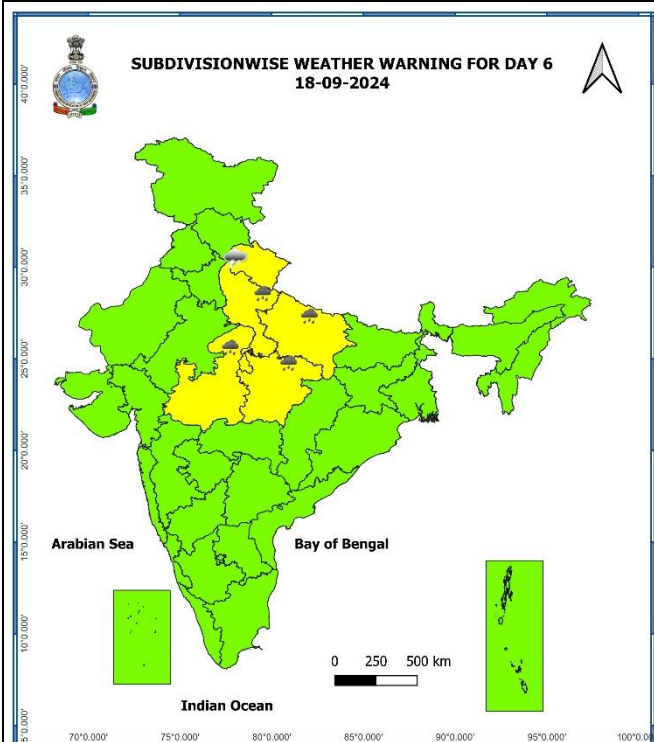 SUBDIVISIONWISE WEATHER WARNING FOR DAY 6
18-09-2024
40°0.000'
35°0.000'
30°0.000'
25°0.000'
20°0.000'
15°0.000'
10°0.000'
5°0.000'
Arabian Sea
Bay of Bengal
0 250 500 km
Indian Ocean
70°0.000' 75°0.000' 80°0.000' 85°0.000' 90°0.000' 95°0.000' 100°0.00